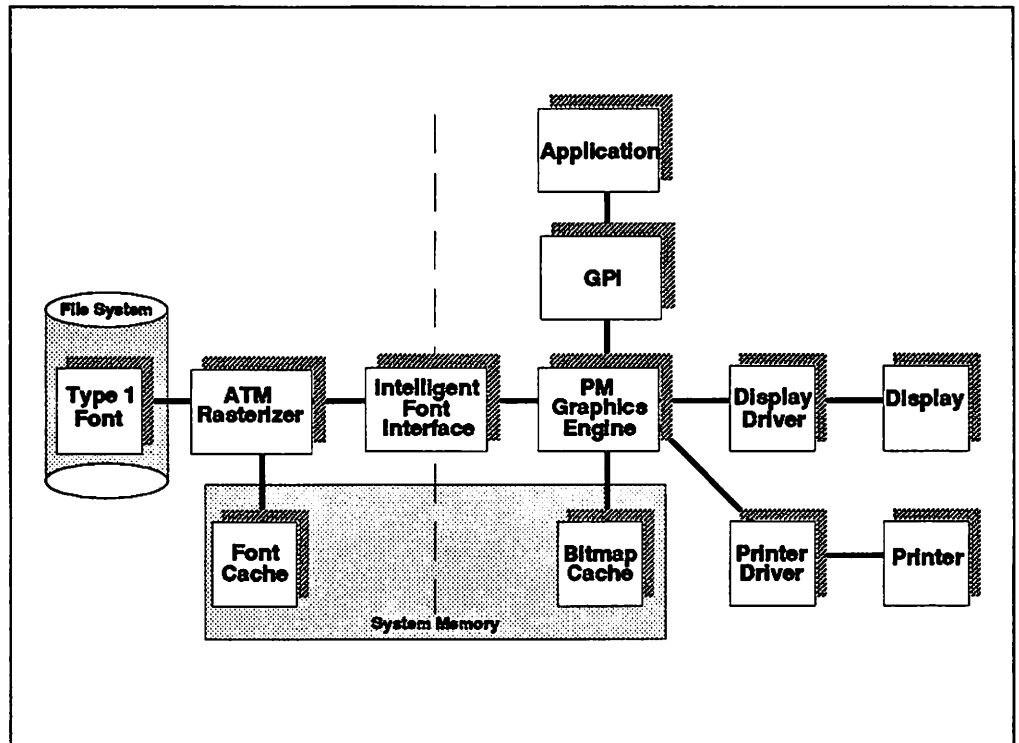 Application
GPI
File System
Type 1
Font
ATM
Rasterizer
Intelligent
Font
Interface
PM
Graphics
Engine
Display
Driver
Display
Font
Cache
Bitmap
Cache
Printer
Driver
Printer
System Memory